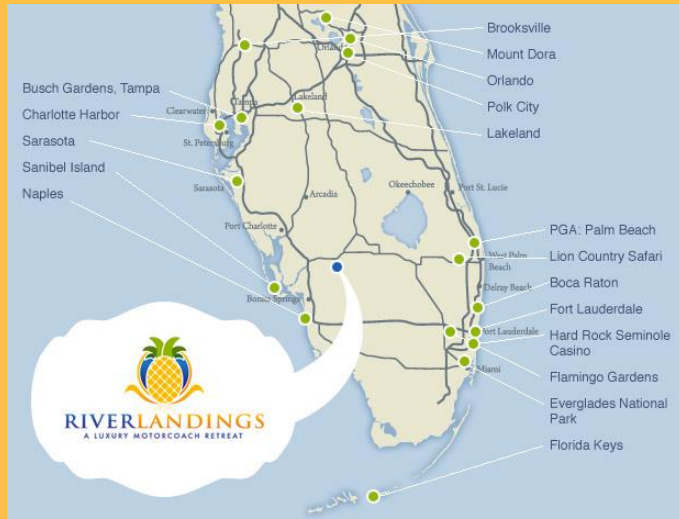 Brooksville
Mount Dora
Orlando
Polk City
Lakeland
Busch Gardens, Tampa
Charlotte Harbor
Sarasota
Sanibel Island
Naples
Orlando
Lakeland
Clearwater
Tampa
St. Petersburg
Sarasota
Arcadia
Okeechobee
Port St. Lucie
Port Charlotte
West Palm
Beach
Delray Beach
Bonita Springs
Fort Lauderdale
Miami
PGA: Palm Beach
Lion Country Safari
Boca Raton
Fort Lauderdale
Hard Rock Seminole
Casino
Flamingo Gardens
Everglades National
Park
Florida Keys
RIVERLANDINGS
A LUXURY MOTORCOACH RETREAT